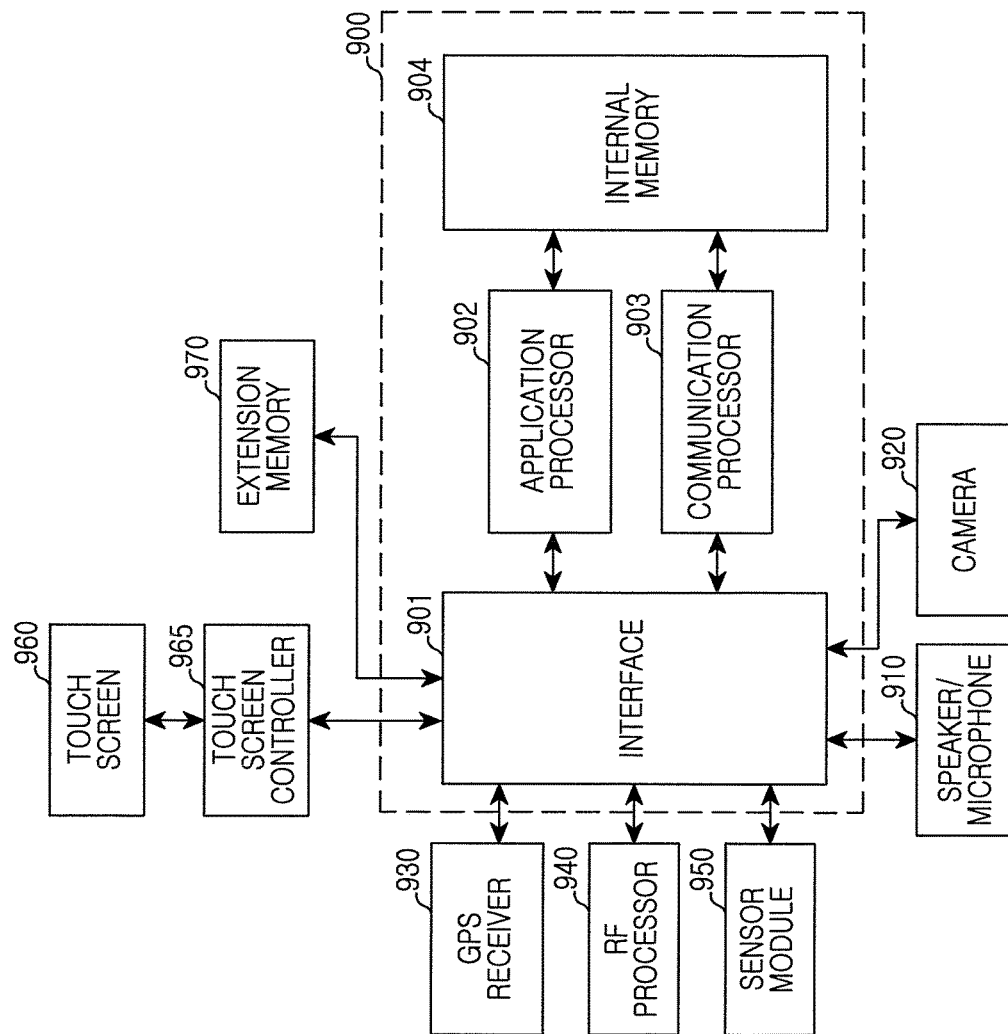 960
TOUCH
SCREEN
965
TOUCH
SCREEN
CONTROLLER
970
EXTENSION
MEMORY
900
930
GPS
RECEIVER
901
INTERFACE
902
APPLICATION
PROCESSOR
904
INTERNAL
MEMORY
940
RF
PROCESSOR
903
COMMUNICATION
PROCESSOR
950
SENSOR
MODULE
910
SPEAKER/
MICROPHONE
920
CAMERA